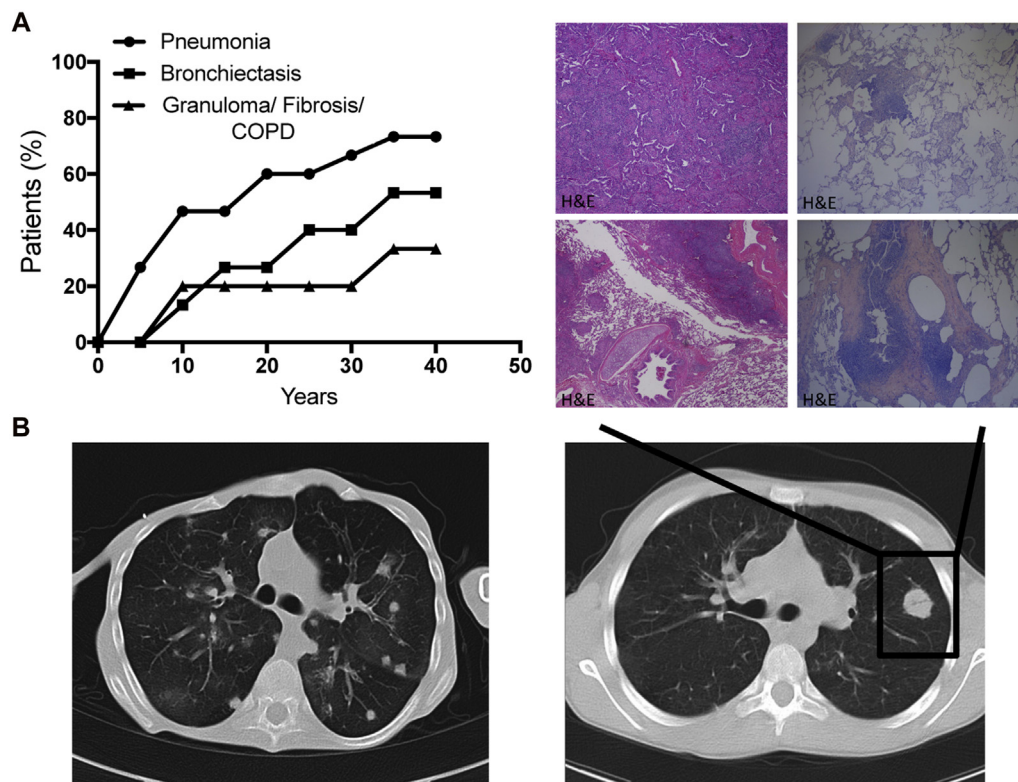 A
Pneumonia
Bronchiectasis
Granuloma/ Fibrosis/
COPD
100
80
60
40
20
0
Patients (%)
0 10 20 30 40 50
Years
H&E
H&E
H&E
H&E
B